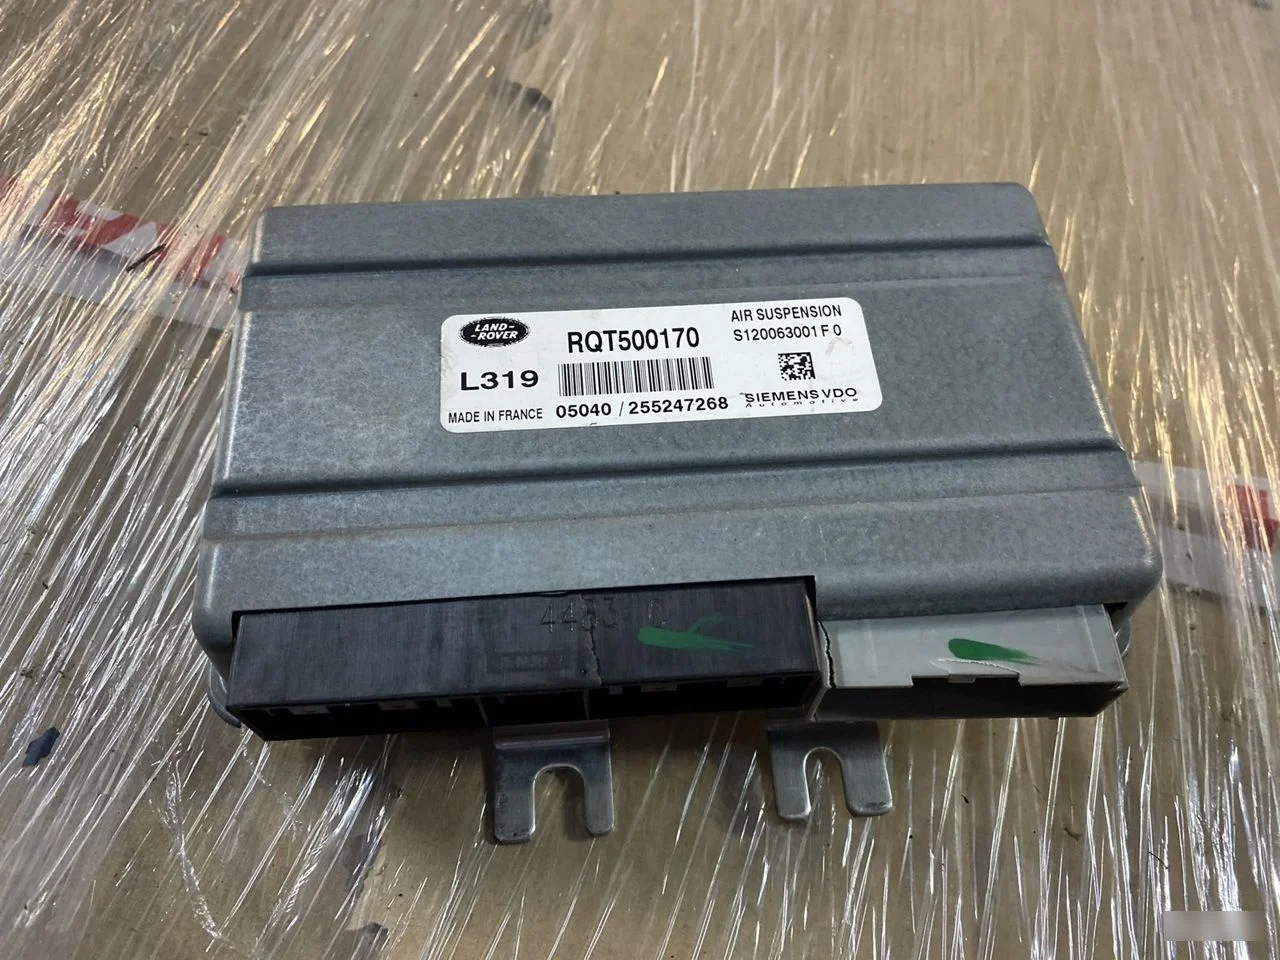 LAND-
-ROVER
RQT500170
AIR SUSPENSION
S120063001 F 0
L319
MADE IN FRANCE
05040 / 255247268
SIEMENS VDO
Automotive